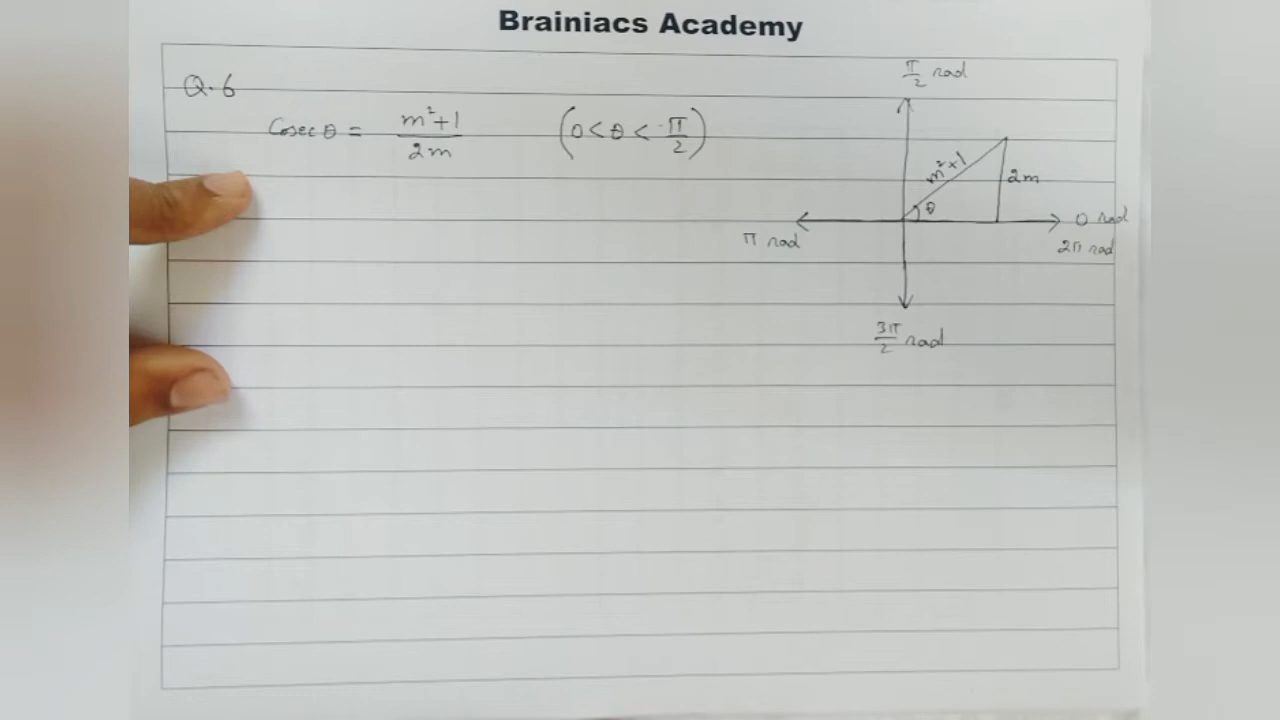 Brainiacs Academy
Q.6
Cosec θ = m²+1 / 2m (0 < θ < π/2)
π/2 rad
m²+1
2m
θ
0 rad
π rad
2π rad
3π/2 rad